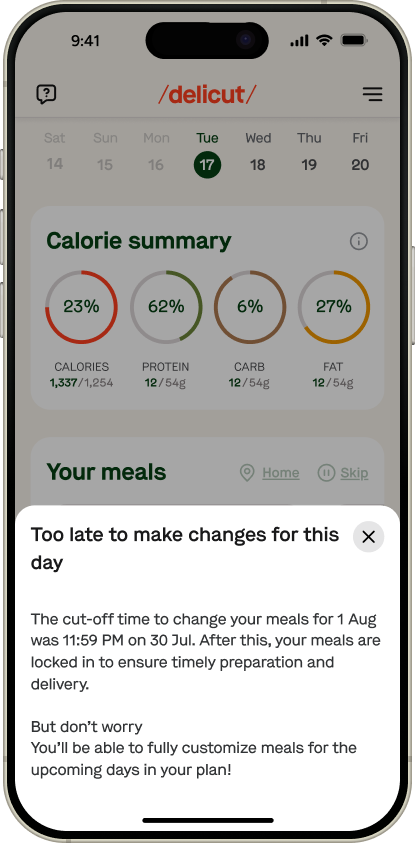 9:41
/delicut/
Sat Sun Mon Tue Wed Thu Fri
14 15 16 17 18 19 20
Calorie summary
23% 62% 6% 27%
CALORIES PROTEIN CARB FAT
1,337/1,254 12/54g 12/54g 12/54g
Your meals Home Skip
Too late to make changes for this
day
The cut-off time to change your meals for 1 Aug
was 11:59 PM on 30 Jul. After this, your meals are
locked in to ensure timely preparation and
delivery.
But don’t worry
You’ll be able to fully customize meals for the
upcoming days in your plan!